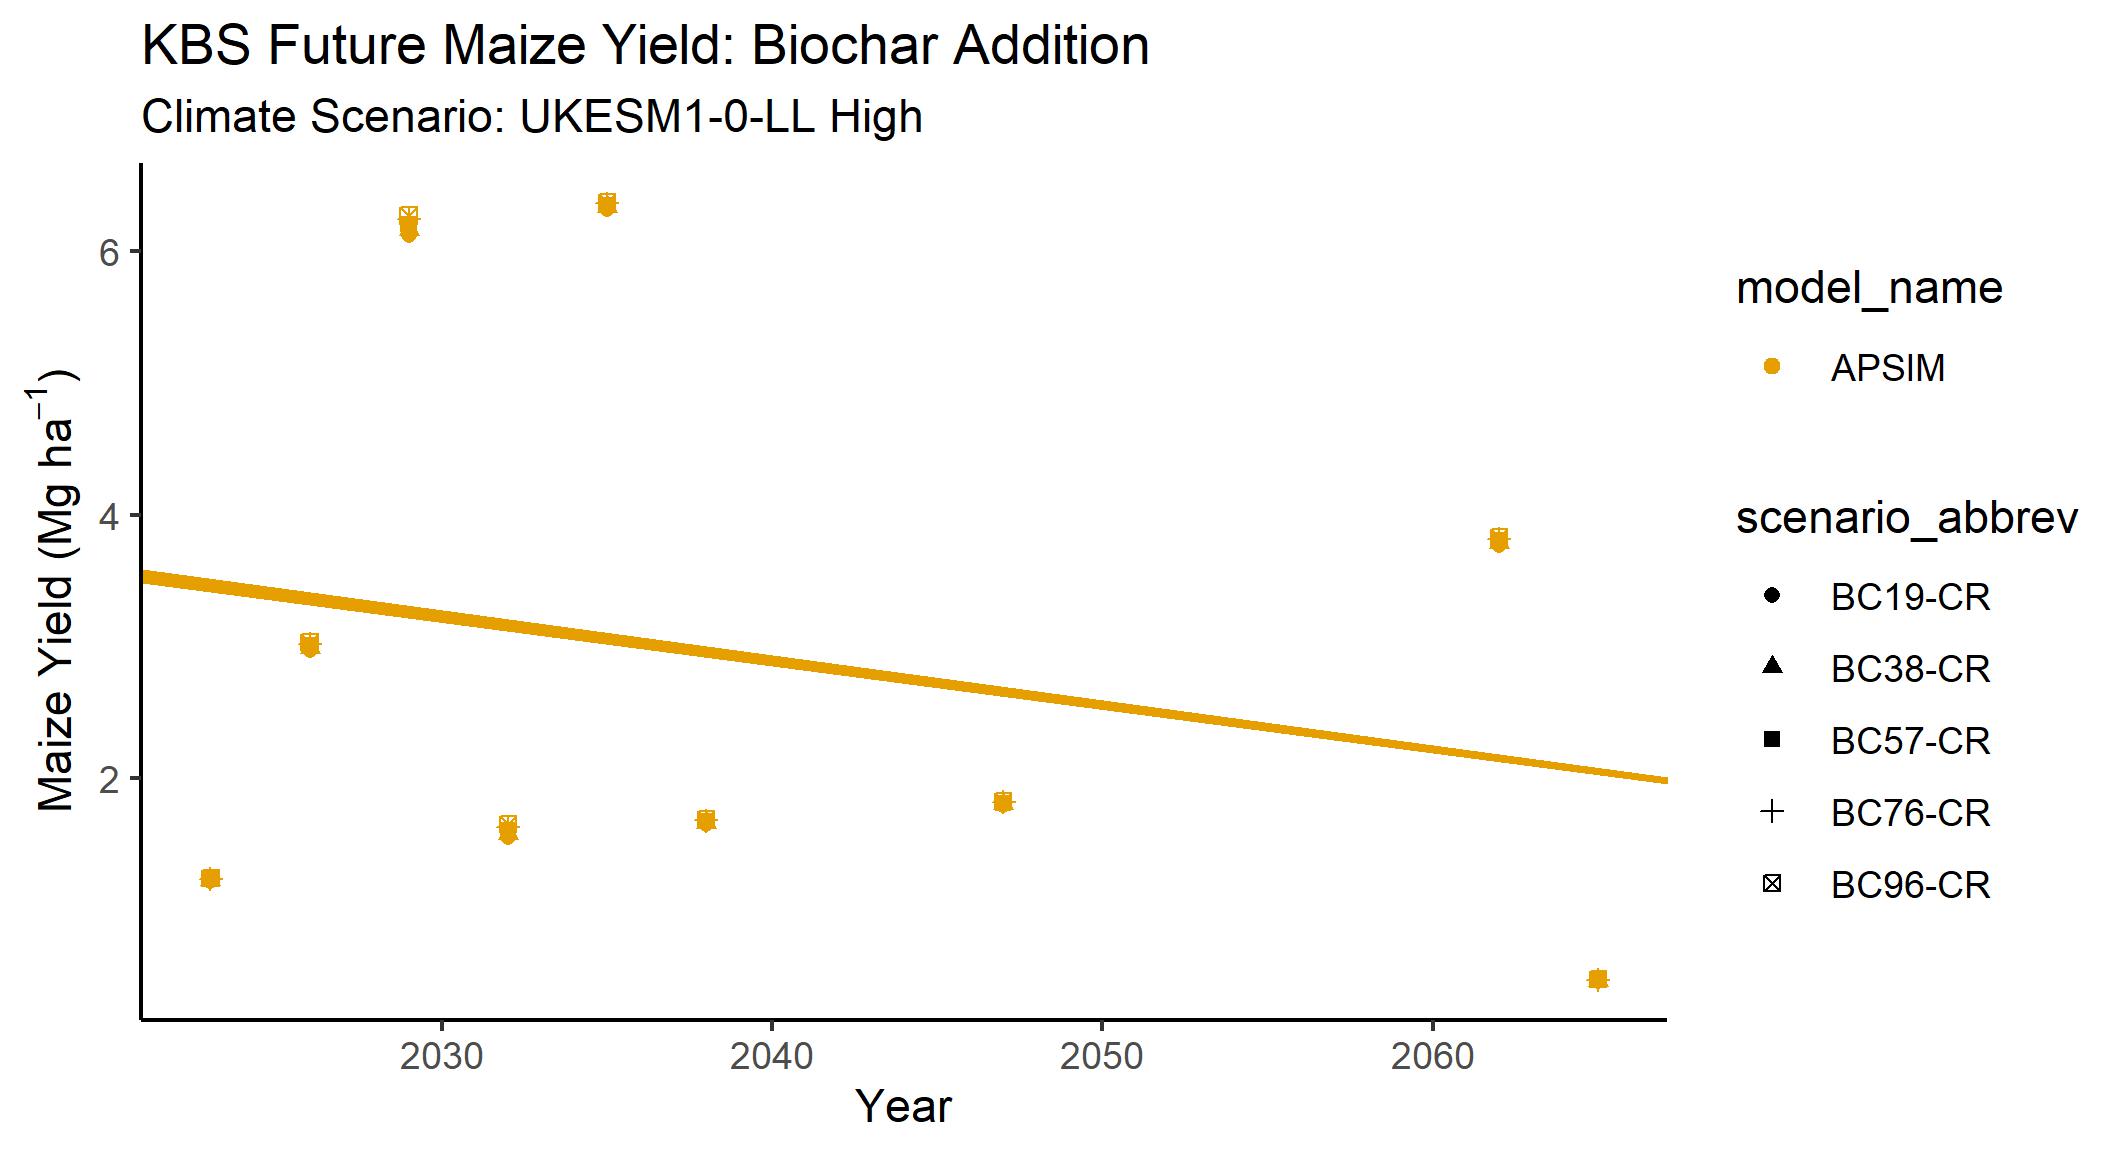 KBS Future Maize Yield: Biochar Addition
Climate Scenario: UKESM1-0-LL High
Maize Yield (Mg ha⁻¹)
6
4
2
2030
2040
2050
2060
Year
model_name
APSIM
scenario_abbrev
BC19-CR
BC38-CR
BC57-CR
BC76-CR
BC96-CR